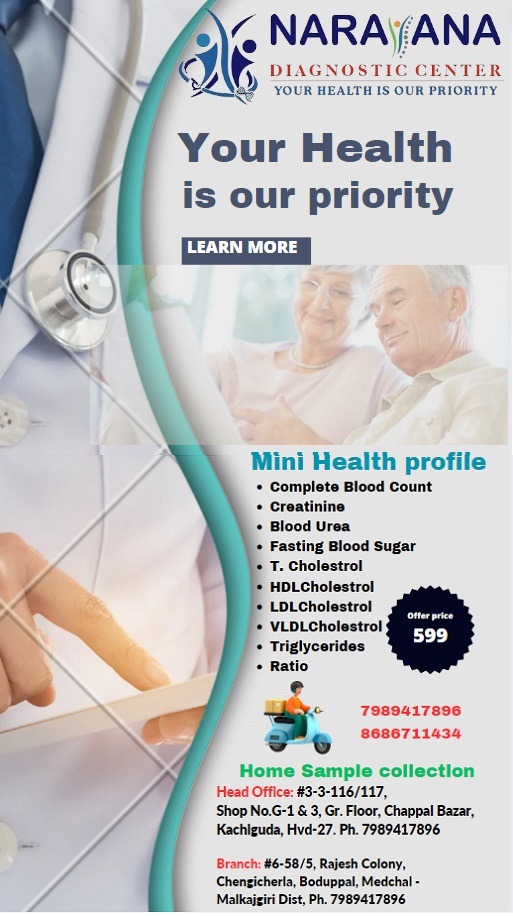 NARAYANA
DIAGNOSTIC CENTER
YOUR HEALTH IS OUR PRIORITY
Your Health
is our priority
LEARN MORE
Mini Health profile
• Complete Blood Count
• Creatinine
• Blood Urea
• Fasting Blood Sugar
• T. Cholestrol
• HDLCholestrol
• LDLCholestrol
• VLDLCholestrol
• Triglycerides
• Ratio
Offer price
599
7989417896
8686711434
Home Sample collection
Head Office: #3-3-116/117,
Shop No.G-1 & 3, Gr. Floor, Chappal Bazar,
Kachiguda, Hvd-27. Ph. 7989417896
Branch: #6-58/5, Rajesh Colony,
Chengicherla, Boduppal, Medchal -
Malkajgiri Dist, Ph. 7989417896